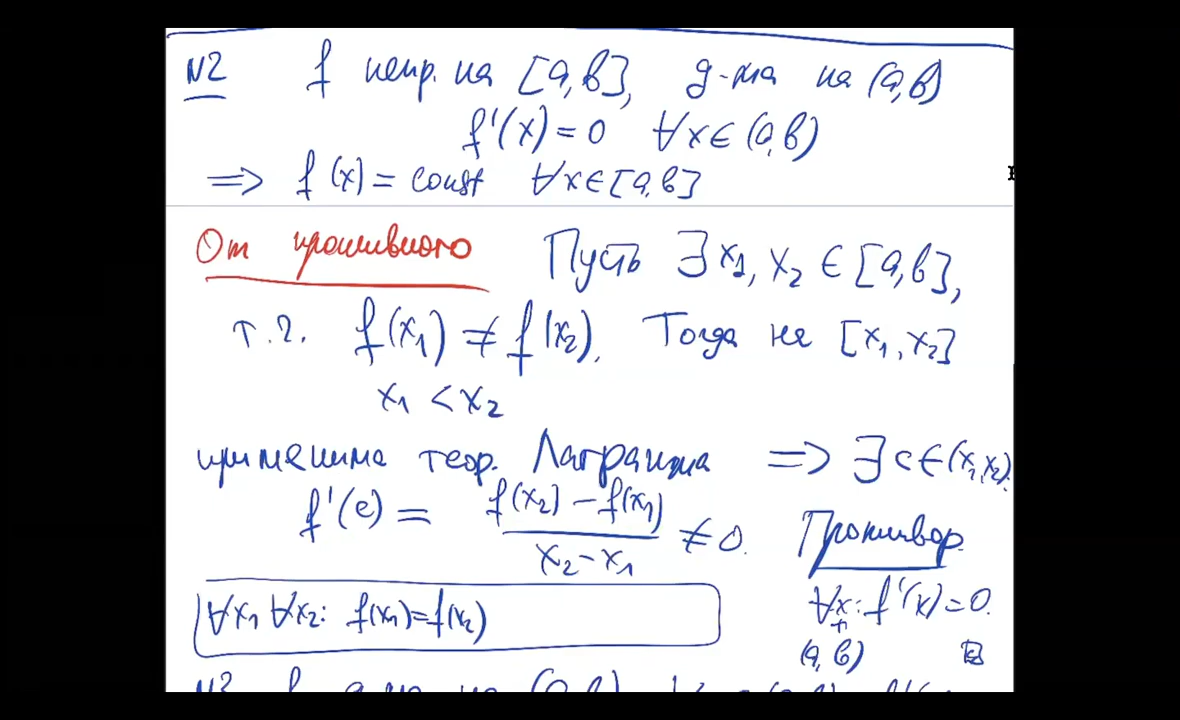 N2 f непр. на [a,b], д-ма на (a,b)
f'(x) = 0 ∀x∈(a,b)
⇒ f(x) = const ∀x∈[a,b]
От противного Пусть ∃x₁, x₂ ∈ [a,b],
т.ч. f(x₁) ≠ f(x₂). Тогда на [x₁, x₂]
x₁ < x₂
применима теор. Лагранжа ⇒ ∃c∈(x₁,x₂).
f'(c) = (f(x₂) − f(x₁))/(x₂ − x₁) ≠ 0. Противор.
∀x: f'(x)=0.
(a,b)
∀x₁ ∀x₂: f(x₁)=f(x₂)